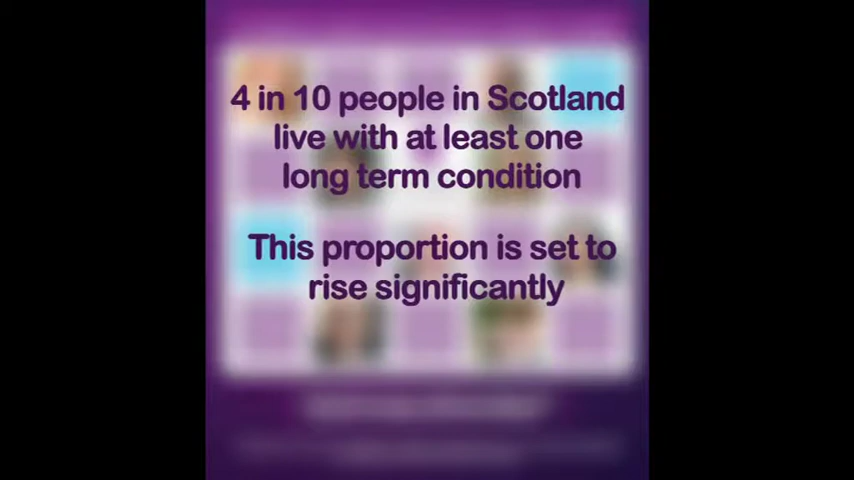 4 in 10 people in Scotland
live with at least one
long term condition
This proportion is set to
rise significantly